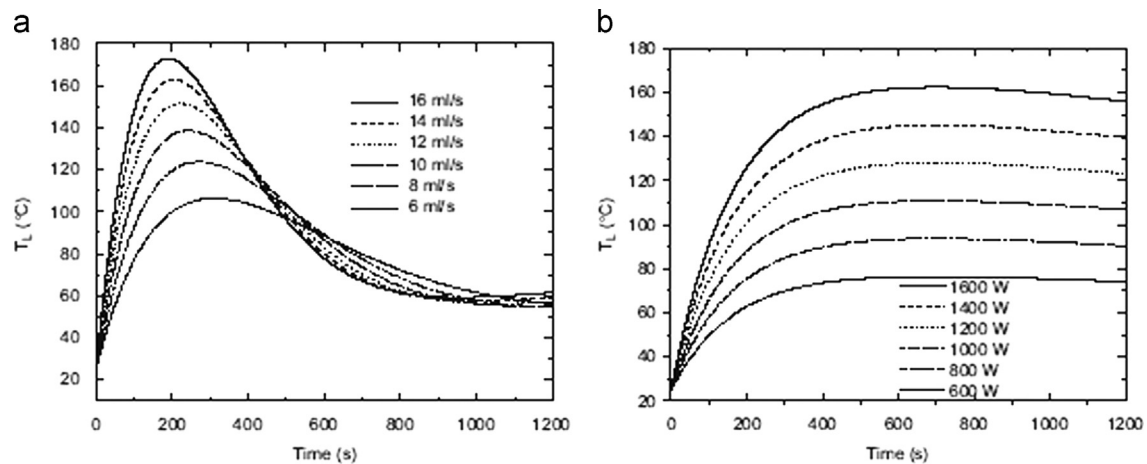 a
180
160
140
120
100
80
60
40
20
T_L (°C)
0 200 400 600 800 1000 1200
Time (s)
16 ml/s
14 ml/s
12 ml/s
10 ml/s
8 ml/s
6 ml/s
b
180
160
140
120
100
80
60
40
20
T_L (°C)
0 200 400 600 800 1000 1200
Time (s)
1600 W
1400 W
1200 W
1000 W
800 W
600 W